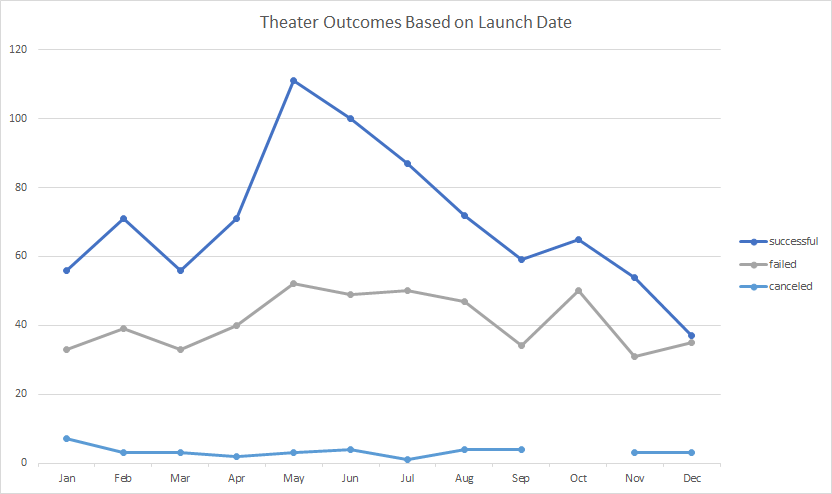 Theater Outcomes Based on Launch Date
120
100
80
60
40
20
0
Jan Feb Mar Apr May Jun Jul Aug Sep Oct Nov Dec
successful
failed
canceled